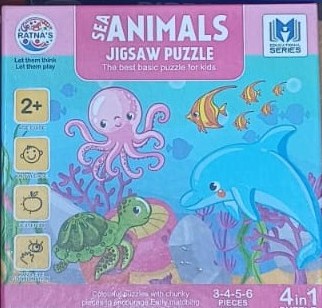 RATNA'S
Let them think
Let them play
SEA ANIMALS
JIGSAW PUZZLE
The best basic puzzle for kids
EDUCATIONAL
SERIES
2+
Colourful puzzles with chunky
pieces to encourage early matching
3-4-5-6
PIECES
4 in 1